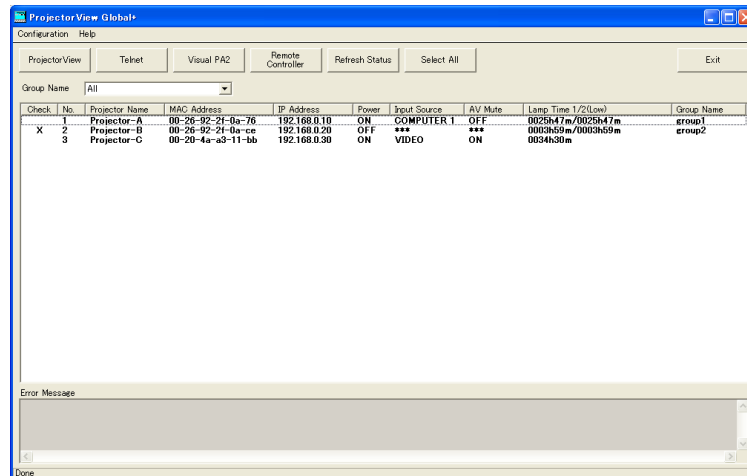 ProjectorView Global+
Configuration Help
ProjectorView Telnet Visual PA2 Remote Controller Refresh Status Select All Exit
Group Name All
Check No. Projector Name MAC Address IP Address Power Input Source AV Mute Lamp Time 1/2(Low) Group Name
1 Projector-A 00-26-92-2f-0a-76 192.168.0.10 ON COMPUTER 1 OFF 0025h47m/0025h47m group1
X 2 Projector-B 00-26-92-2f-0a-ce 192.168.0.20 OFF *** *** 0003h59m/0003h59m group2
3 Projector-C 00-20-4a-a3-11-bb 192.168.0.30 ON VIDEO ON 0034h30m
Error Message
Done